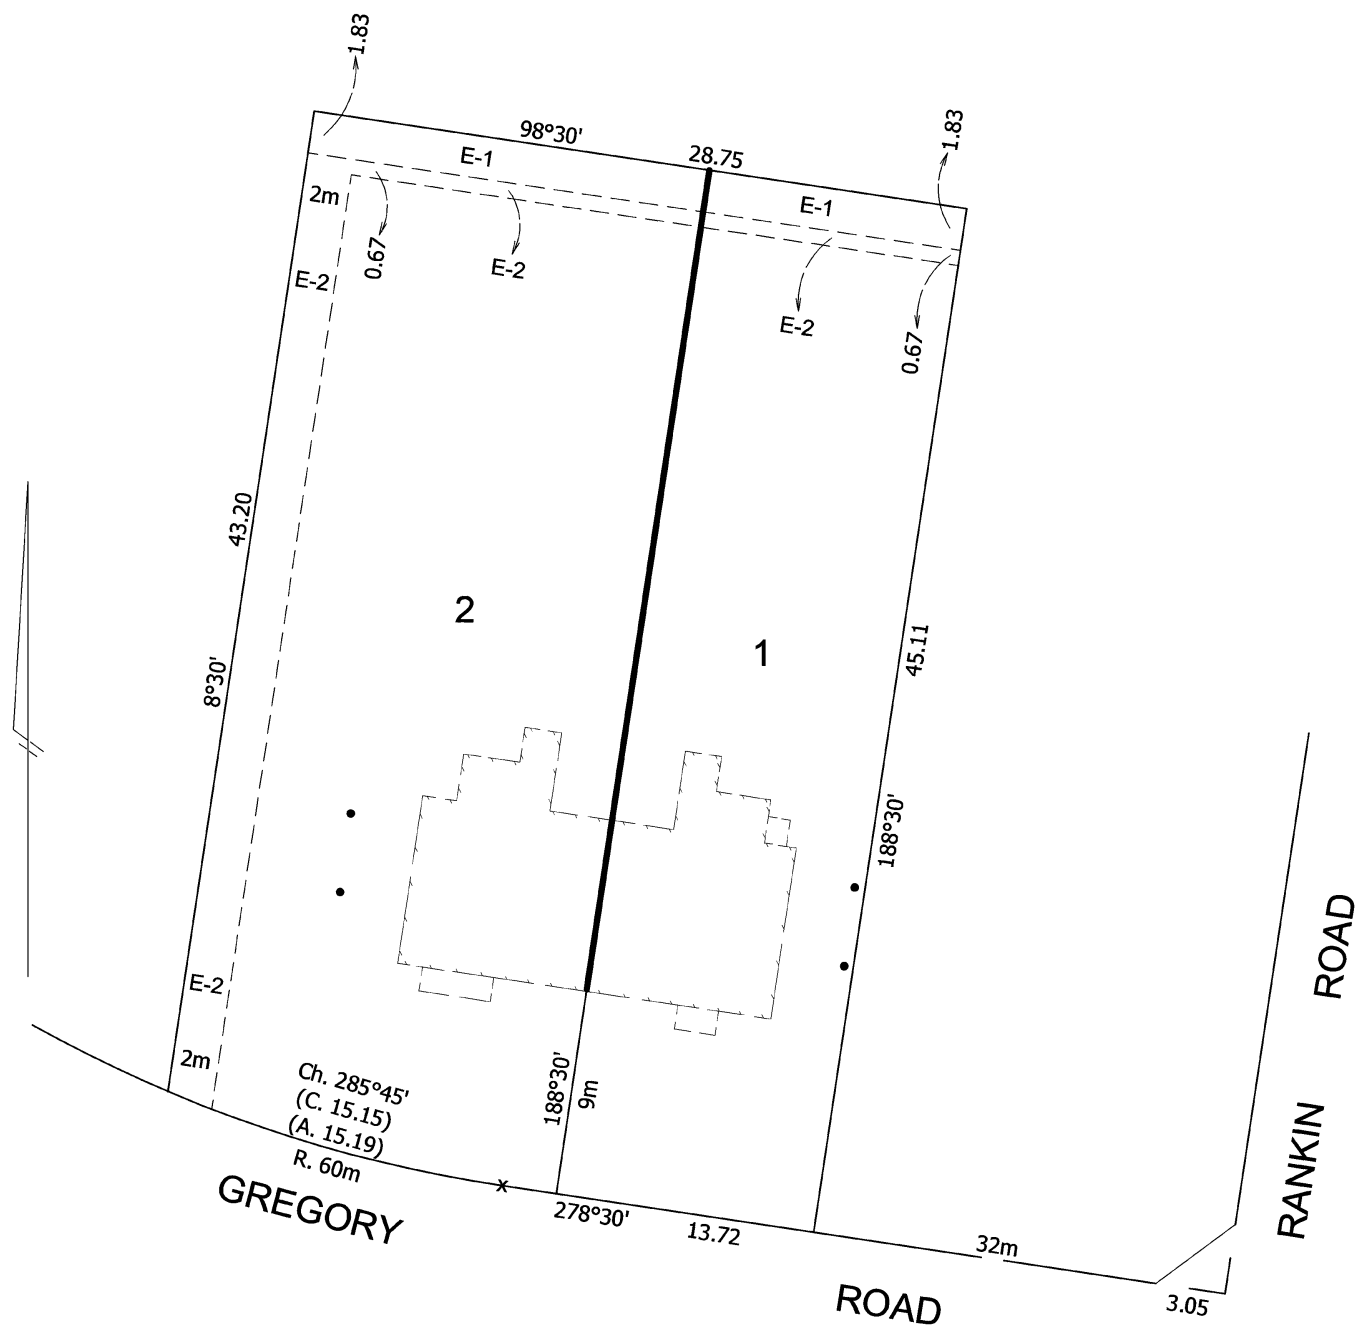 1.83
98°30'
28.75
1.83
E-1
E-1
2m
0.67
E-2
E-2
E-2
0.67
43.20
8°30'
2
1
45.11
188°30'
E-2
2m
Ch. 285°45'
(C. 15.15)
(A. 15.19)
R. 60m
188°30'
9m
x
278°30'
13.72
32m
3.05
GREGORY
ROAD
RANKIN
ROAD